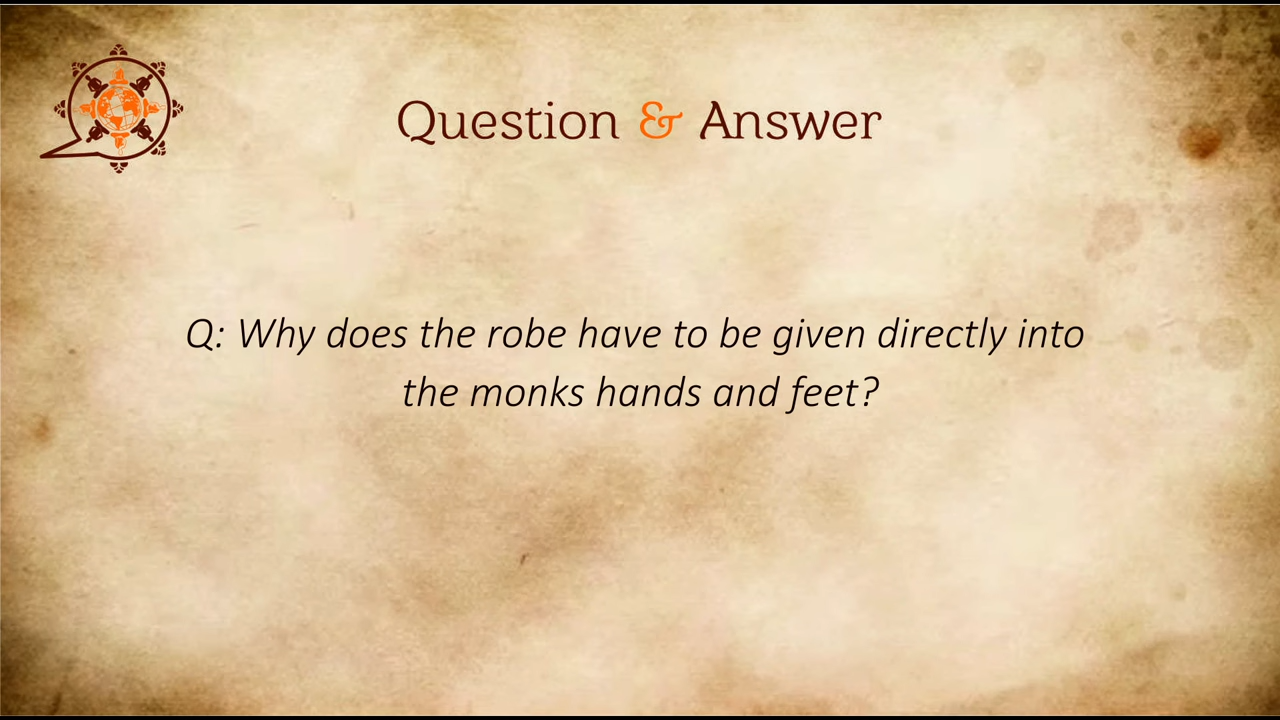 Question & Answer
Q: Why does the robe have to be given directly into
the monks hands and feet?